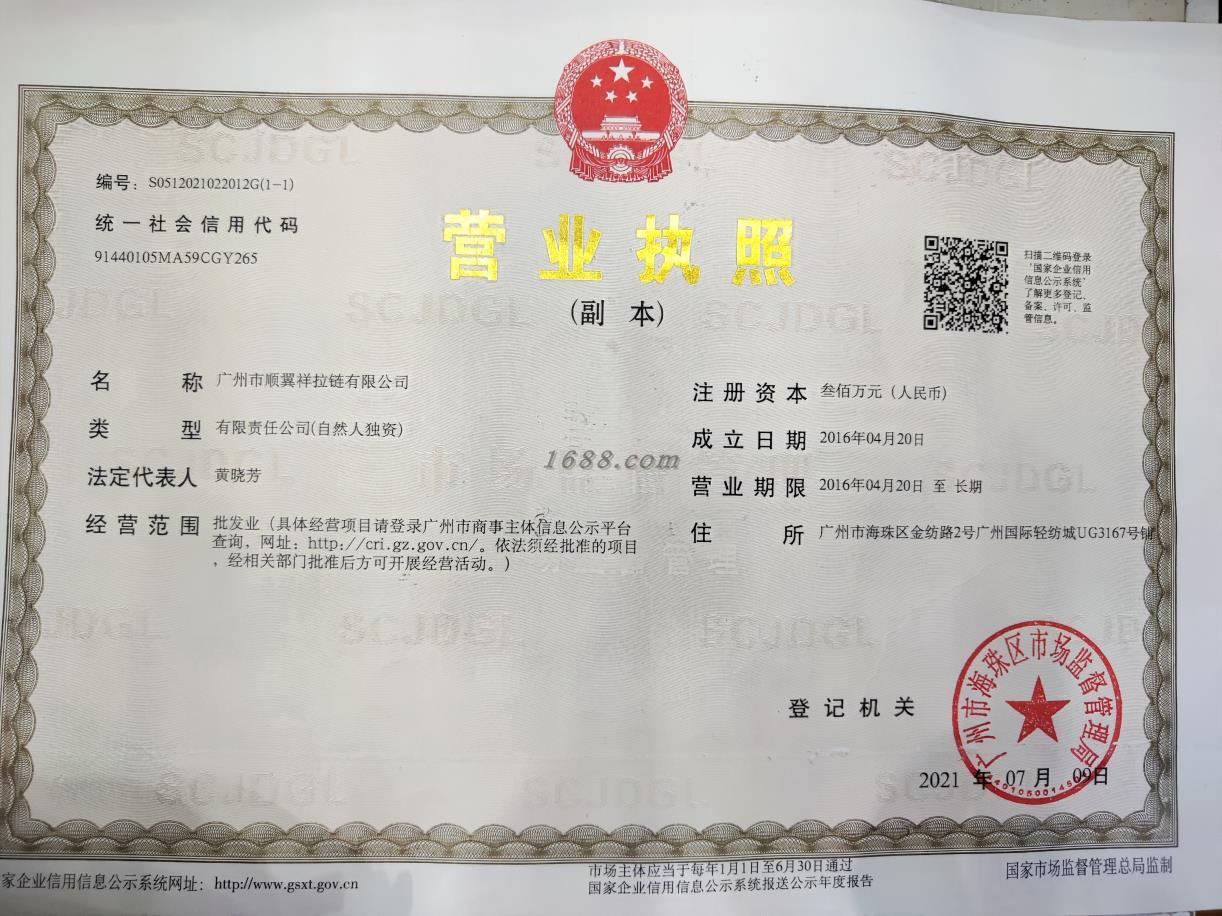 编号：S0512021022012G(1-1)
统一社会信用代码
91440105MA59CGY265
营业执照
(副 本)
扫描二维码登录
'国家企业信用
信息公示系统'
了解更多登记、
备案、许可、监
管信息。
名 称 广州市顺翼祥拉链有限公司
类 型 有限责任公司(自然人独资)
法定代表人 黄晓芳
经营范围 批发业（具体经营项目请登录广州市商事主体信息公示平台
查询，网址：http://cri.gz.gov.cn/。依法须经批准的项目
，经相关部门批准后方可开展经营活动。）
注册资本 叁佰万元（人民币）
成立日期 2016年04月20日
营业期限 2016年04月20日 至 长期
住 所 广州市海珠区金纺路2号广州国际轻纺城UG3167号铺
1688.com
SCJDGL
登记机关
广州市海珠区市场监督管理局
2021 年 07 月 09日
家企业信用信息公示系统网址：http://www.gsxt.gov.cn
市场主体应当于每年1月1日至6月30日通过
国家企业信用信息公示系统报送公示年度报告
国家市场监督管理总局监制